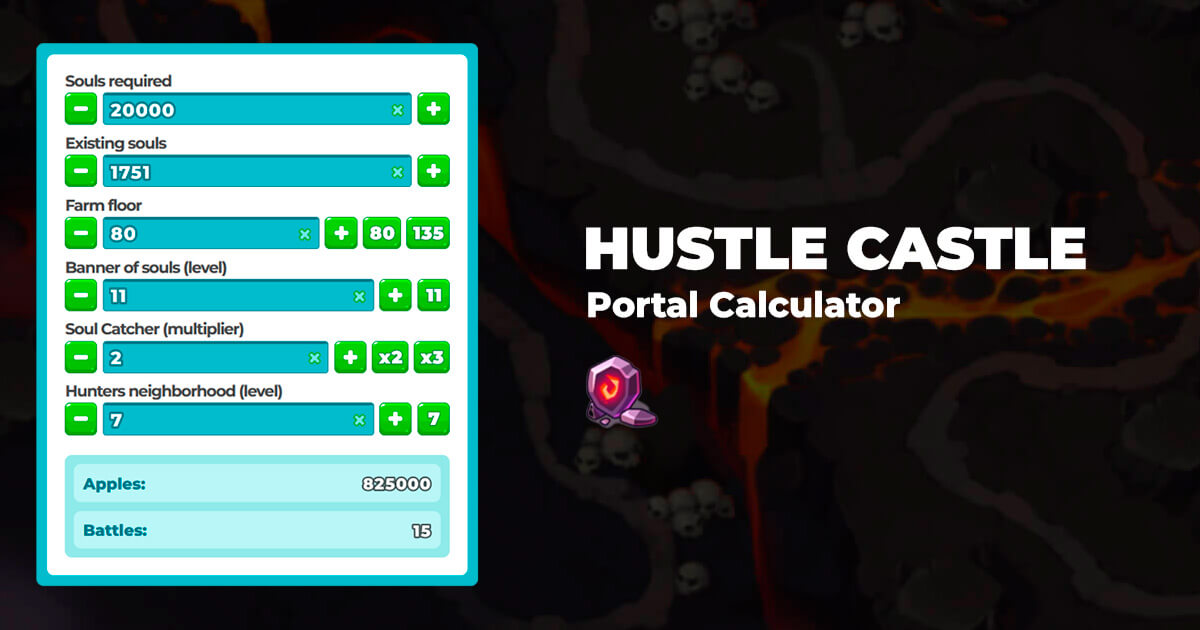 Souls required
− 20000 × +
Existing souls
− 1751 × +
Farm floor
− 80 × + 80 135
Banner of souls (level)
− 11 × + 11
Soul Catcher (multiplier)
− 2 × + x2 x3
Hunters neighborhood (level)
− 7 × + 7
Apples: 825000
Battles: 15
HUSTLE CASTLE
Portal Calculator